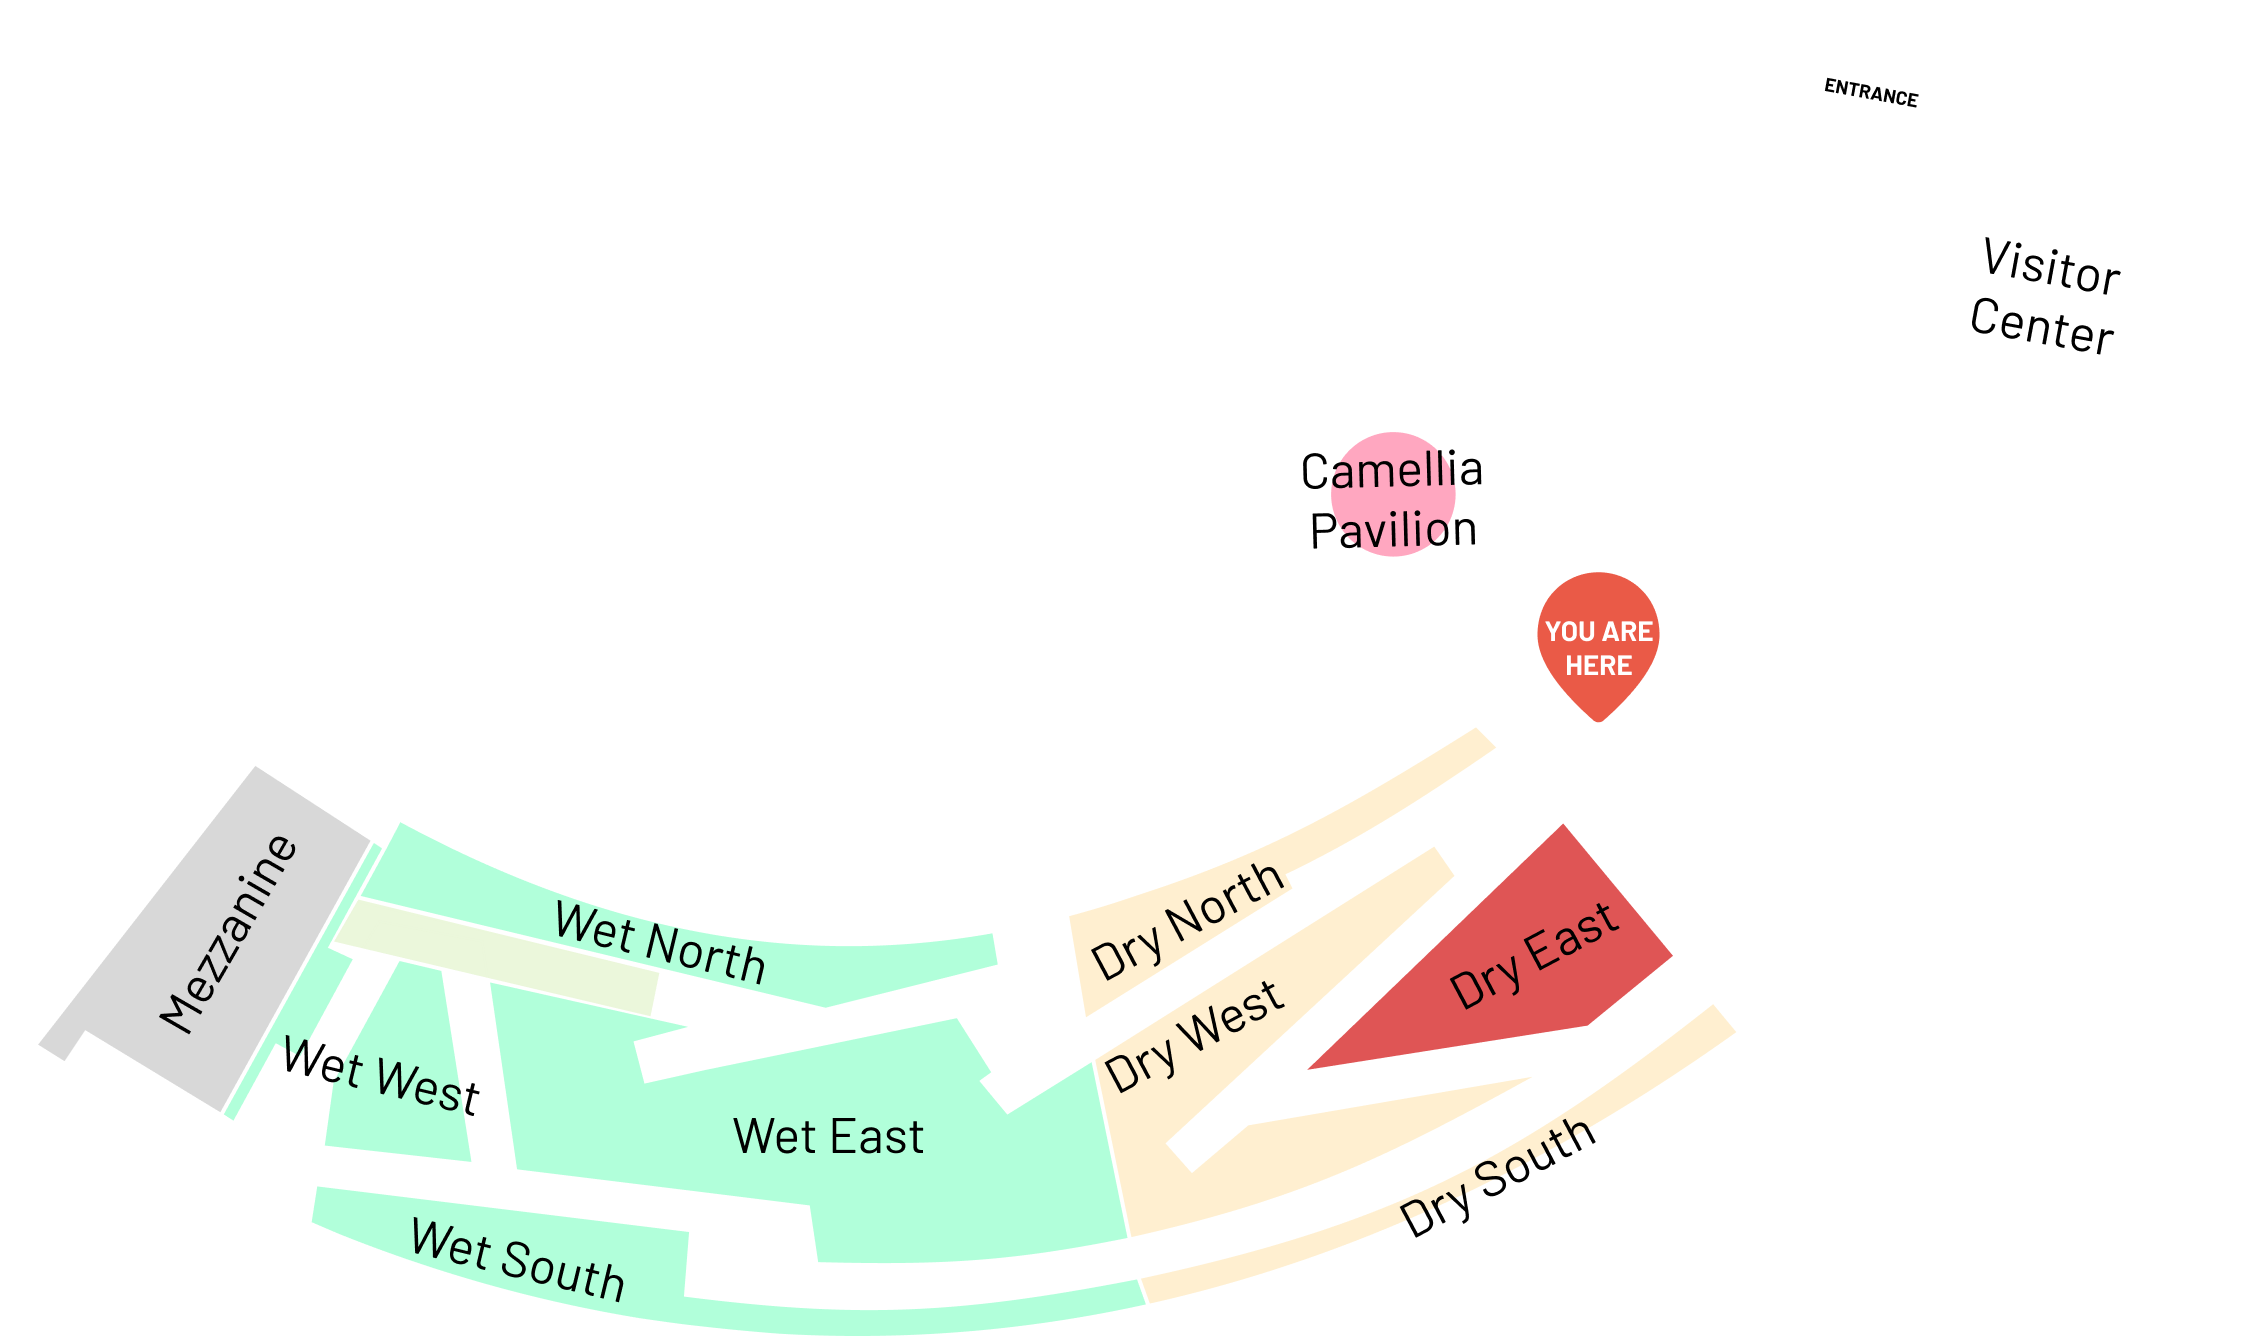 ENTRANCE
Visitor
Center
Camellia
Pavilion
YOU ARE
HERE
Mezzanine
Wet North
Dry North
Dry East
Dry West
Wet West
Wet East
Dry South
Wet South